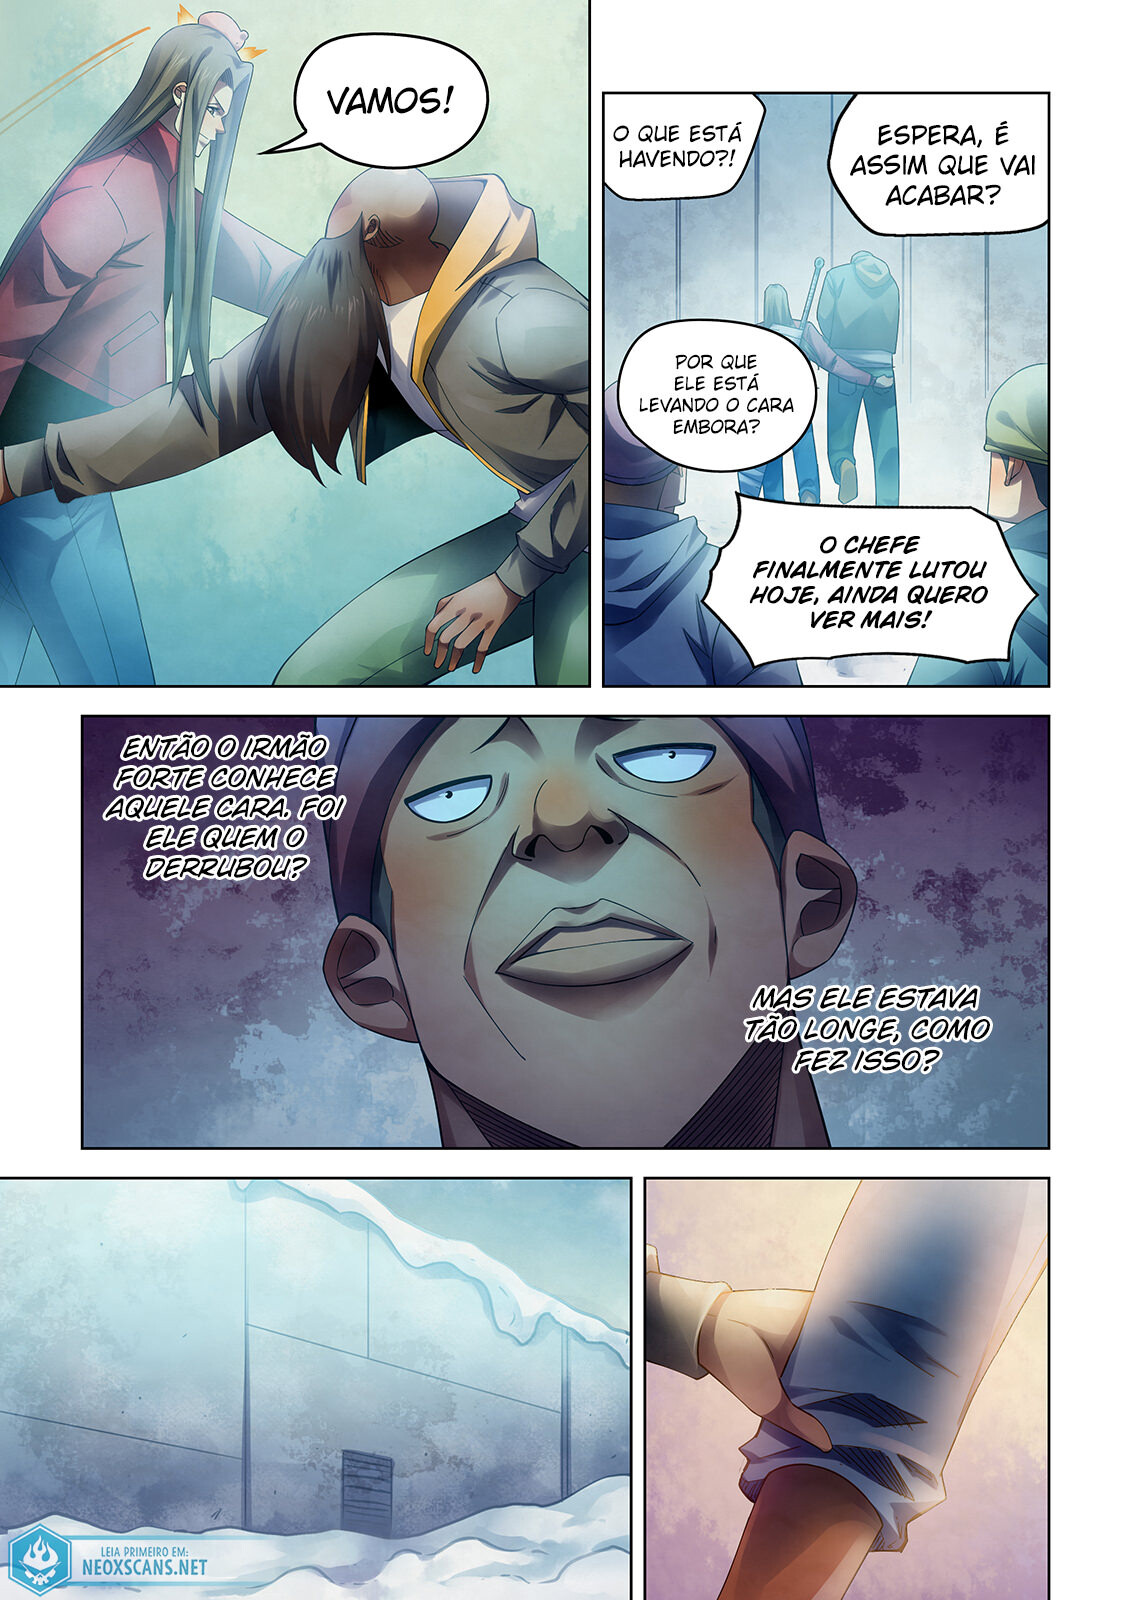 VAMOS!
O QUE ESTÁ
HAVENDO?!
ESPERA, É
ASSIM QUE VAI
ACABAR?
POR QUE
ELE ESTÁ
LEVANDO O CARA
EMBORA?
O CHEFE
FINALMENTE LUTOU
HOJE, AINDA QUERO
VER MAIS!
ENTÃO O IRMÃO
FORTE CONHECE
AQUELE CARA. FOI
ELE QUEM O
DERRUBOU?
MAS ELE ESTAVA
TÃO LONGE, COMO
FEZ ISSO?
LEIA PRIMEIRO EM:
NEOXSCANS.NET